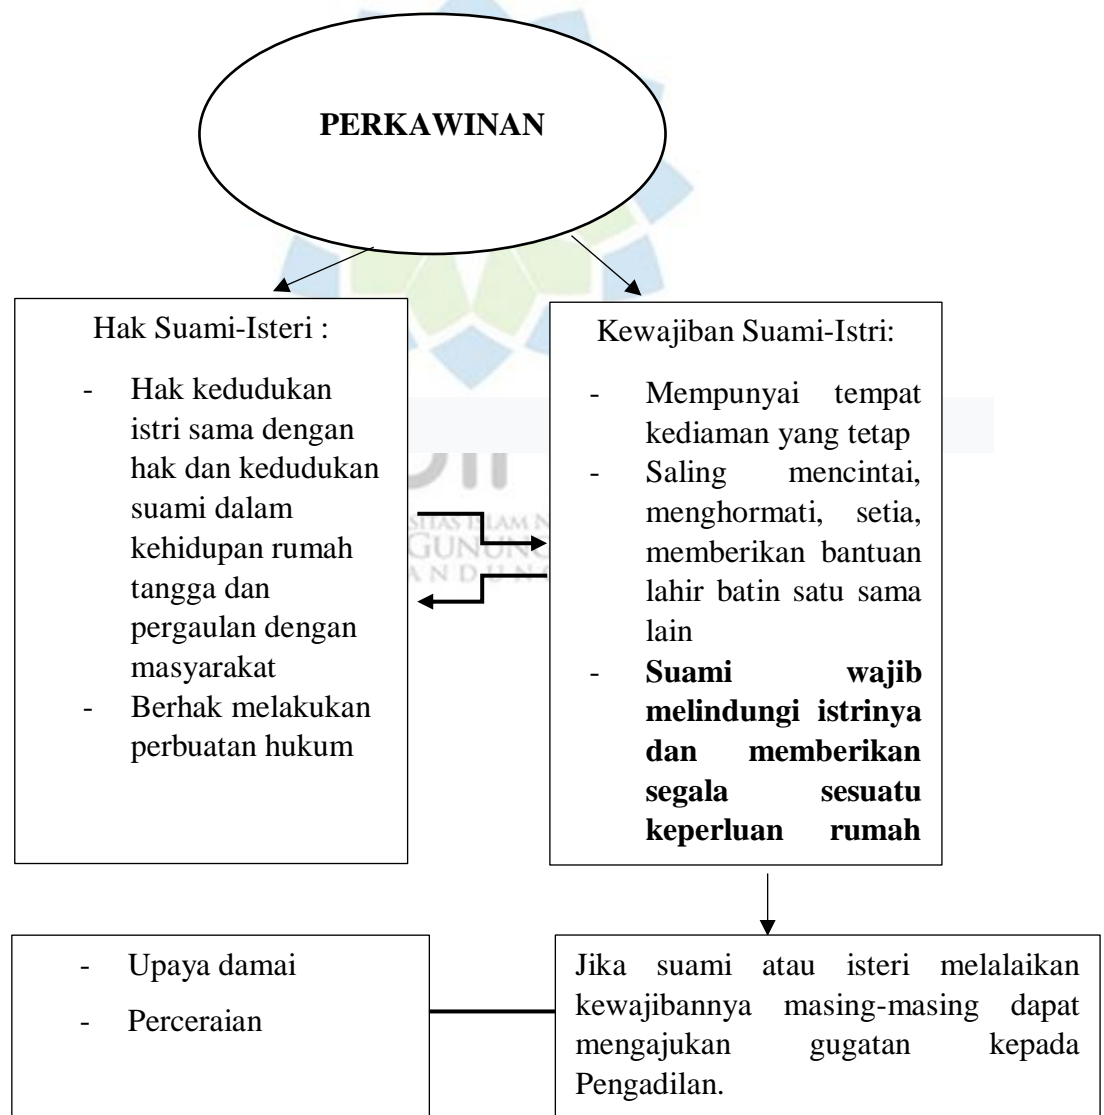 PERKAWINAN
Hak Suami-Isteri :
- Hak kedudukan
istri sama dengan
hak dan kedudukan
suami dalam
kehidupan rumah
tangga dan
pergaulan dengan
masyarakat
- Berhak melakukan
perbuatan hukum
Kewajiban Suami-Istri:
- Mempunyai tempat
kediaman yang tetap
- Saling mencintai,
menghormati, setia,
memberikan bantuan
lahir batin satu sama
lain
- Suami wajib
melindungi istrinya
dan memberikan
segala sesuatu
keperluan rumah
Jika suami atau isteri melalaikan
kewajibannya masing-masing dapat
mengajukan gugatan kepada
Pengadilan.
- Upaya damai
- Perceraian